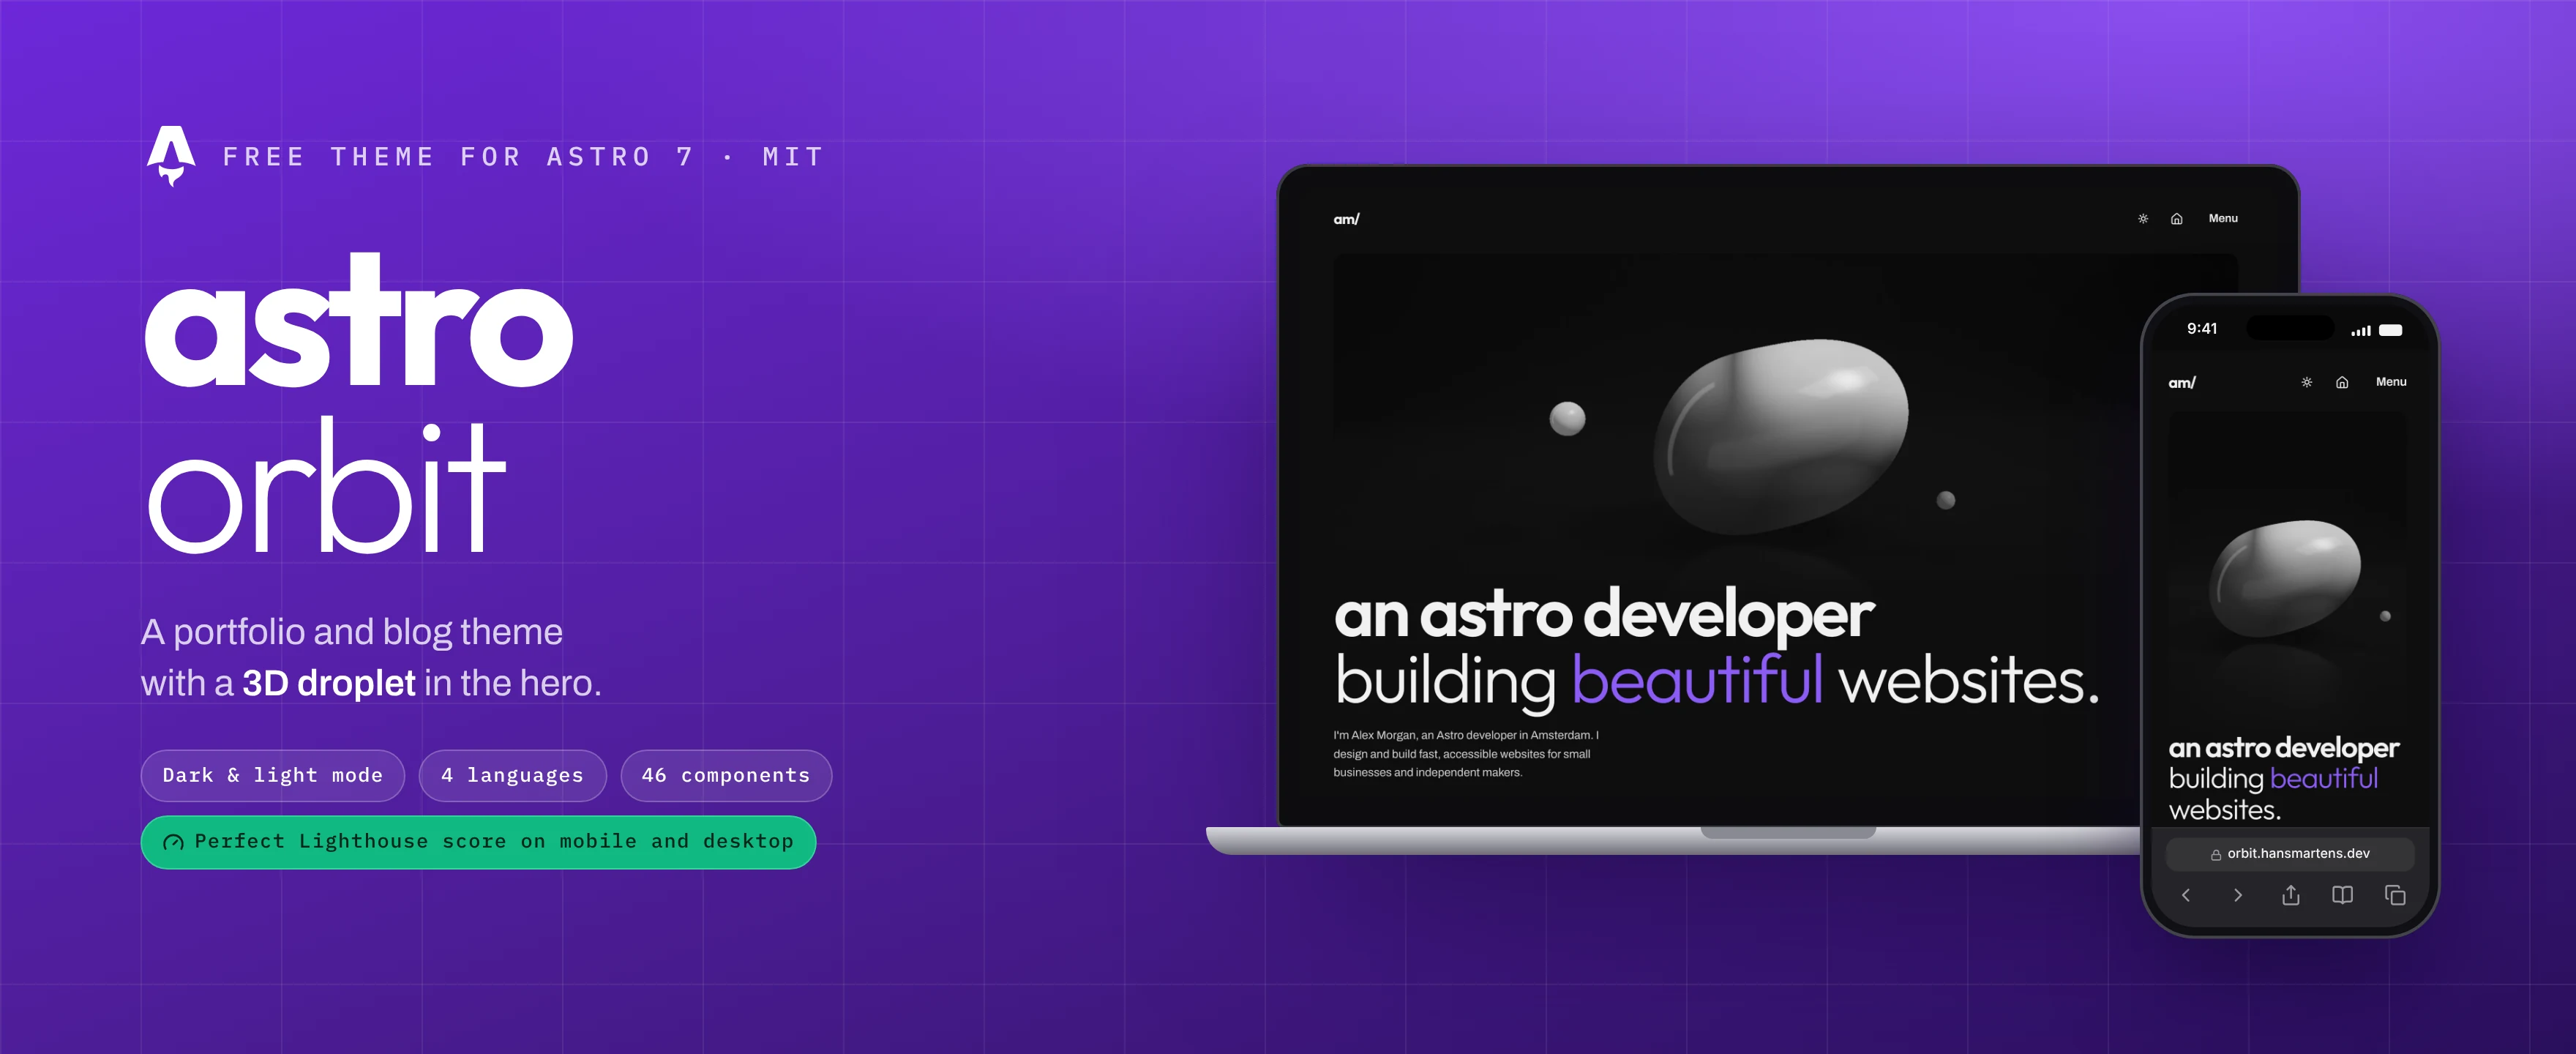 FREE THEME FOR ASTRO 7 · MIT
astro
orbit
A portfolio and blog theme
with a 3D droplet in the hero.
Dark & light mode
4 languages
46 components
Perfect Lighthouse score on mobile and desktop
am/
Menu
an astro developer
building beautiful websites.
I'm Alex Morgan, an Astro developer in Amsterdam. I
design and build fast, accessible websites for small
businesses and independent makers.
9:41
am/
Menu
an astro developer
building beautiful
websites.
orbit.hansmartens.dev